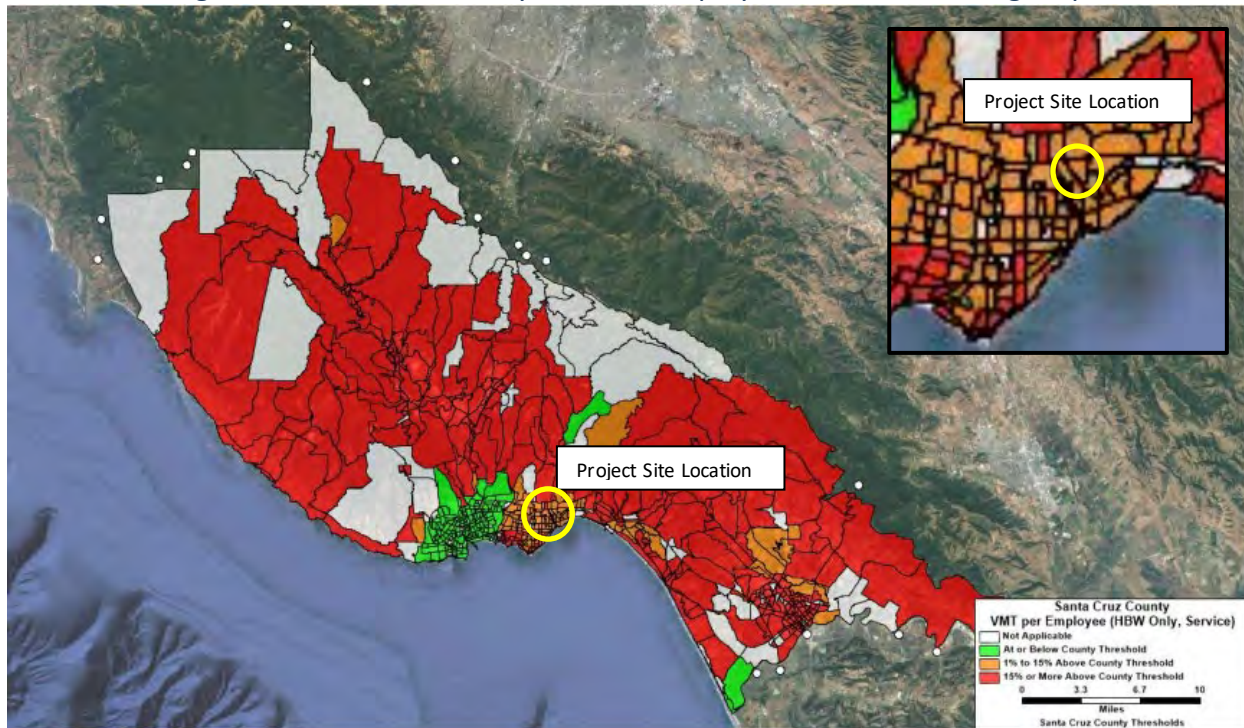 Project Site Location
Project Site Location
Santa Cruz County
VMT per Employee (HBW Only, Service)
Not Applicable
At or Below County Threshold
1% to 15% Above County Threshold
15% or More Above County Threshold
0 3.3 6.7 10
Miles
Santa Cruz County Thresholds